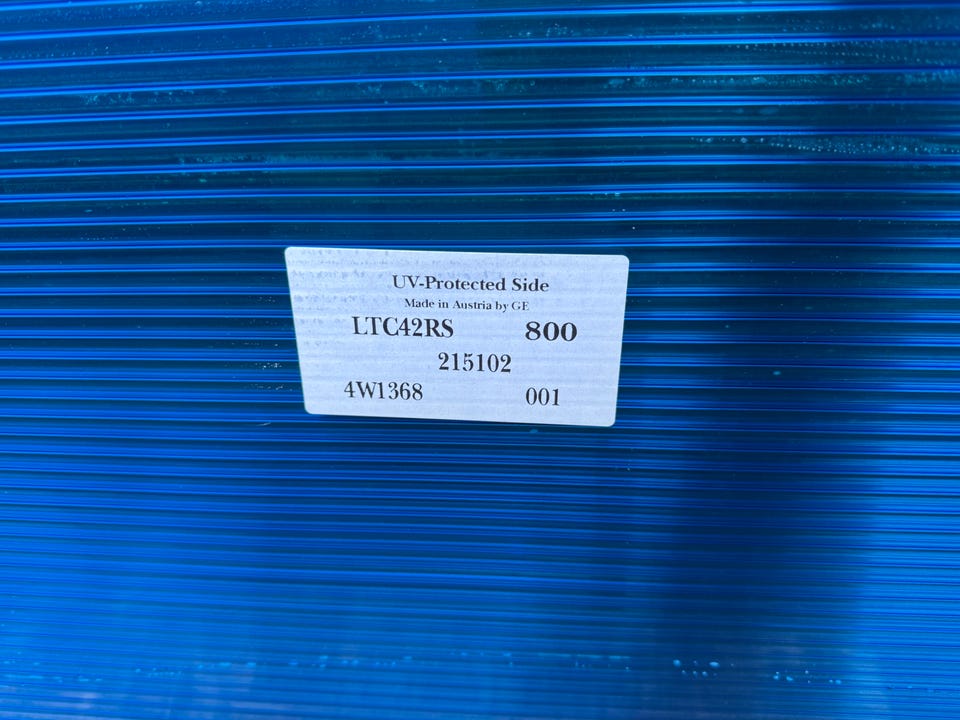 UV-Protected Side
Made in Austria by GE
LTC42RS 800
215102
4W1368 001